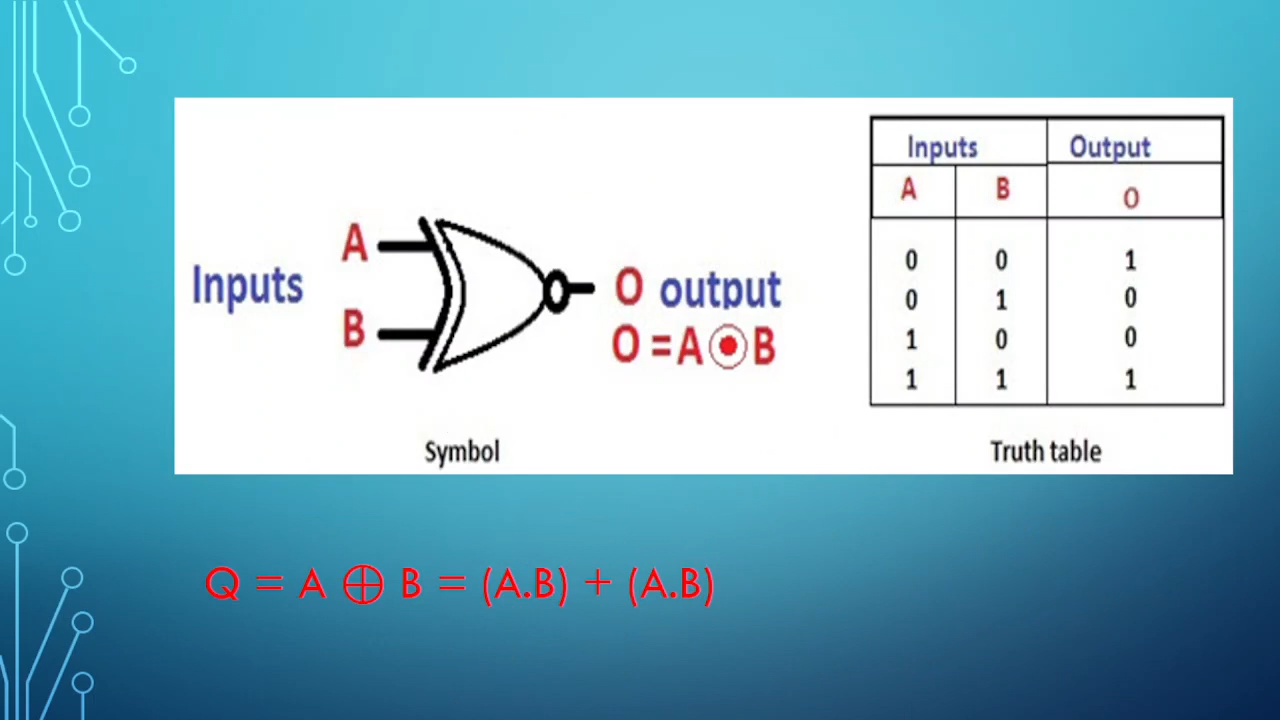 Inputs
A
B
O output
O = A ⊙ B
Symbol
Inputs Output
A B O
0 0 1
0 1 0
1 0 0
1 1 1
Truth table
Q = A ⊕ B = (A.B) + (A.B)